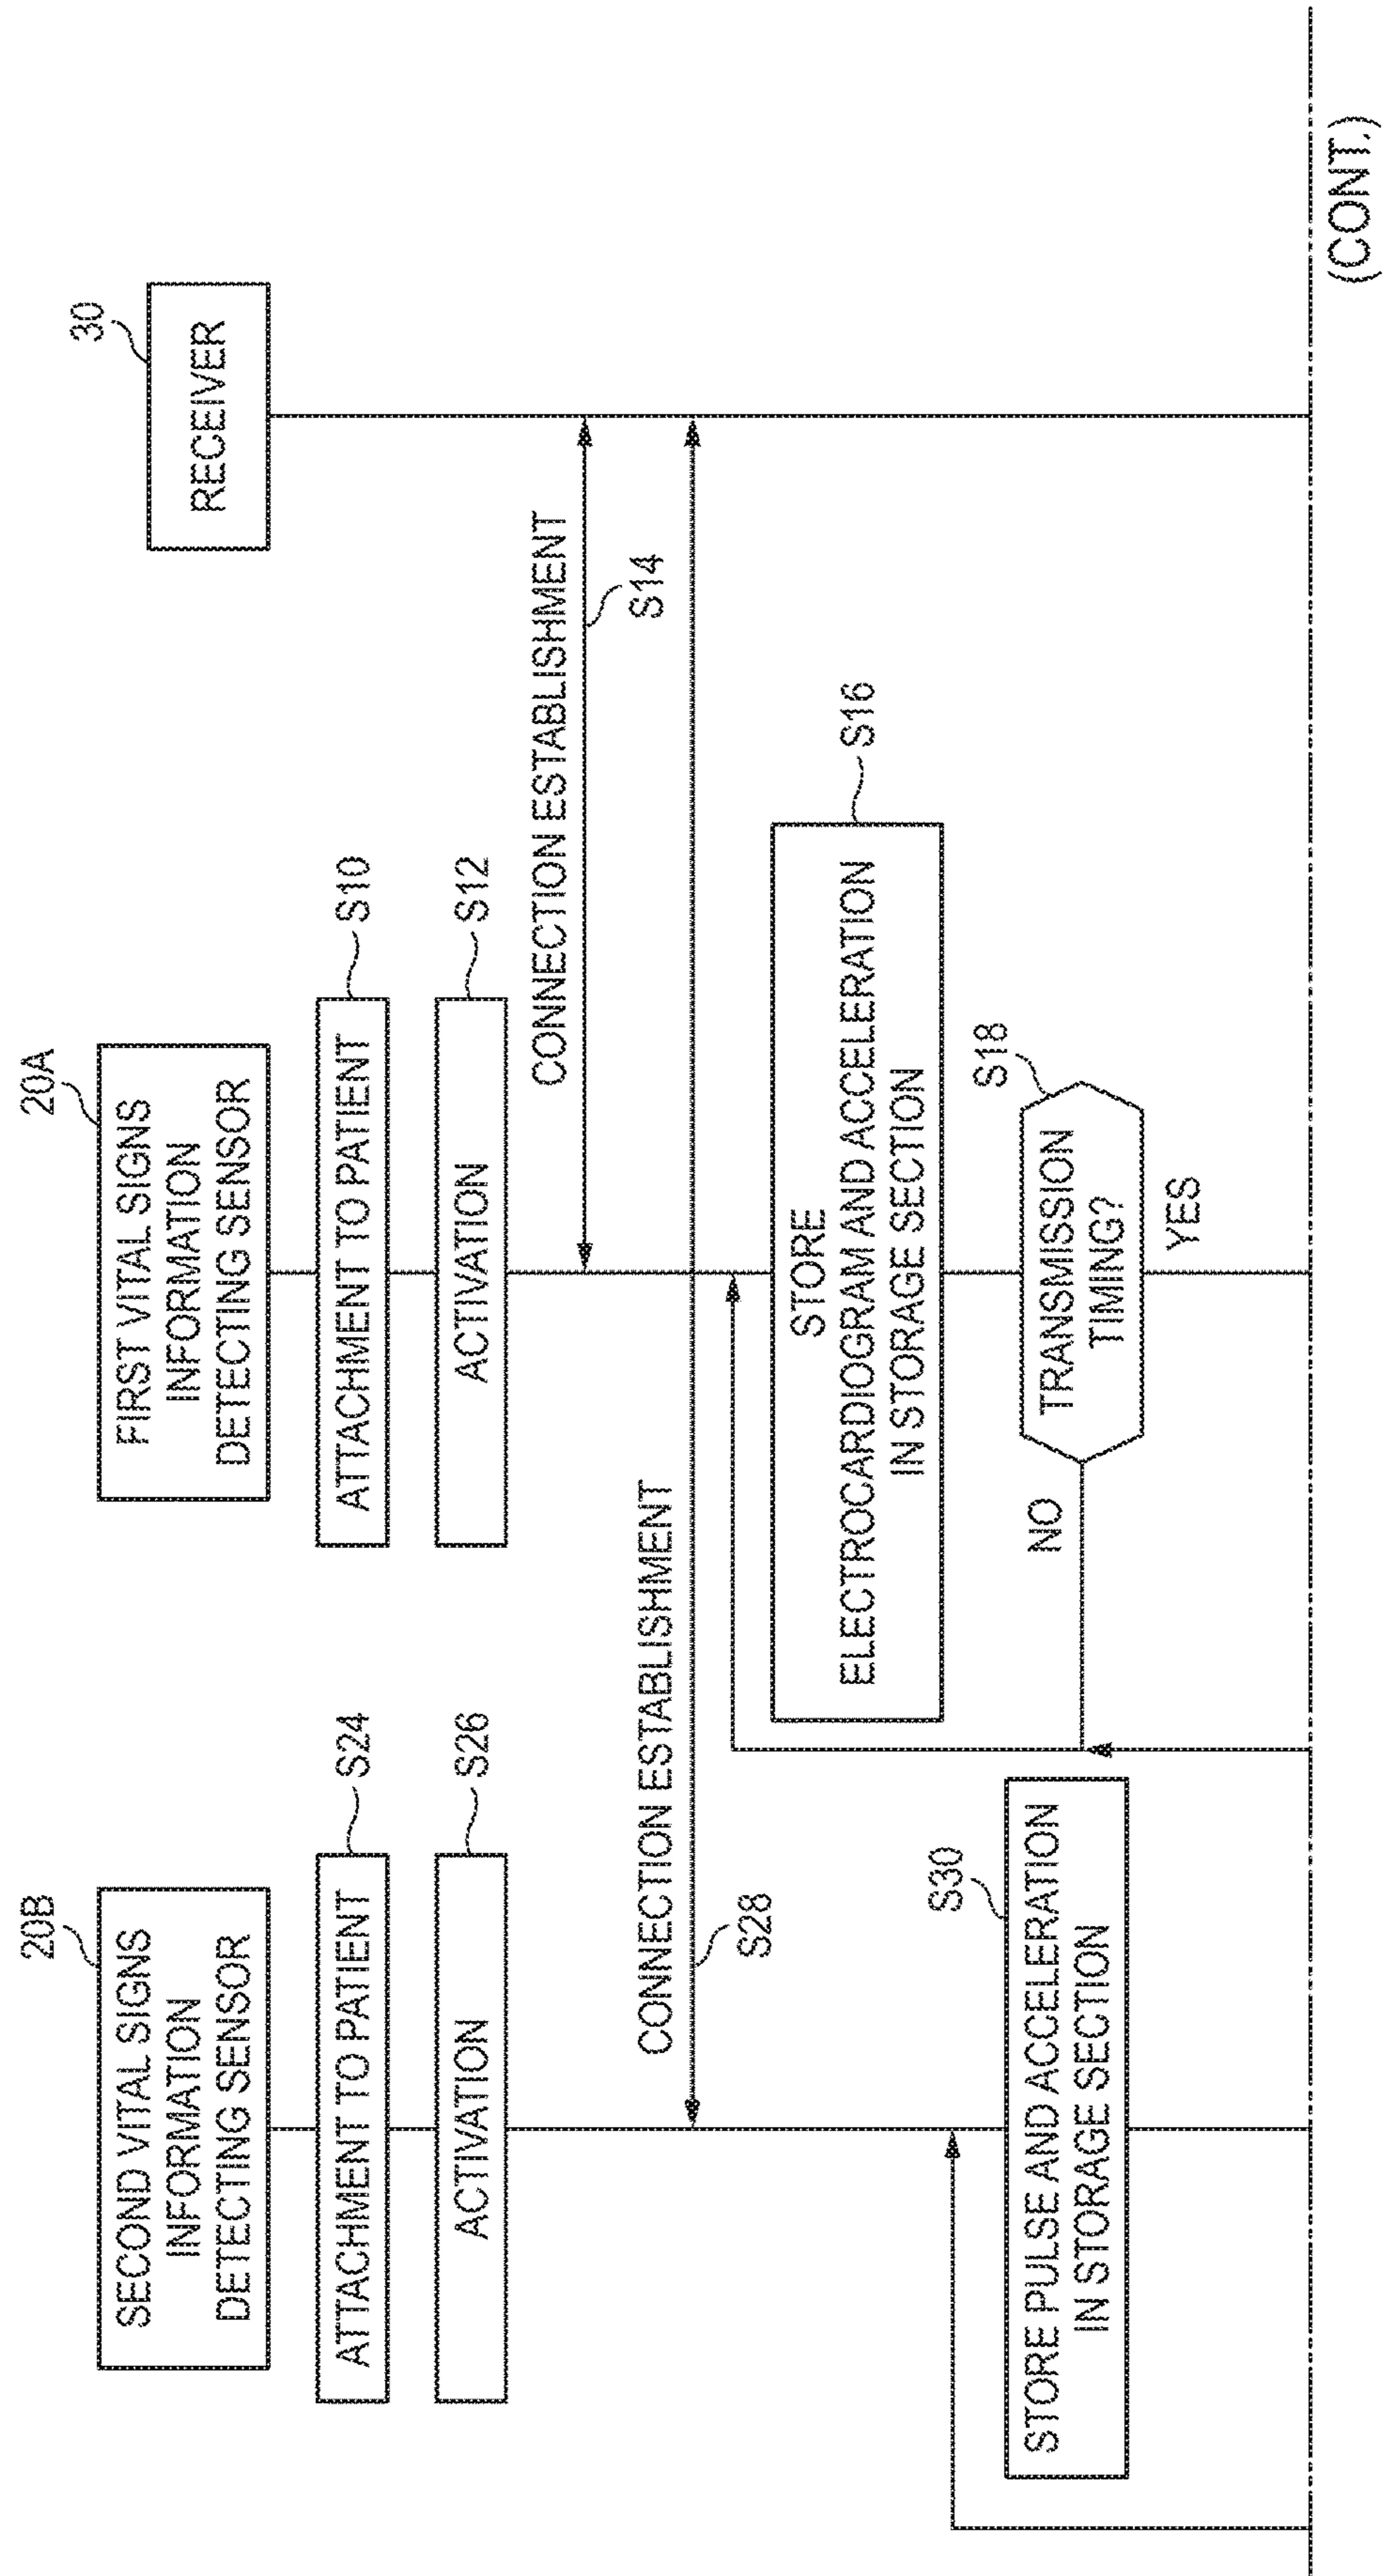 20B
SECOND VITAL SIGNS
INFORMATION
DETECTING SENSOR
20A
FIRST VITAL SIGNS
INFORMATION
DETECTING SENSOR
30
RECEIVER
ATTACHMENT TO PATIENT
S24
ATTACHMENT TO PATIENT
S10
ACTIVATION
S26
ACTIVATION
S12
CONNECTION ESTABLISHMENT
S14
CONNECTION ESTABLISHMENT
S28
STORE
ELECTROCARDIOGRAM AND ACCELERATION
IN STORAGE SECTION
S16
S30
STORE PULSE AND ACCELERATION
IN STORAGE SECTION
S18
TRANSMISSION
TIMING?
NO
YES
(CONT.)